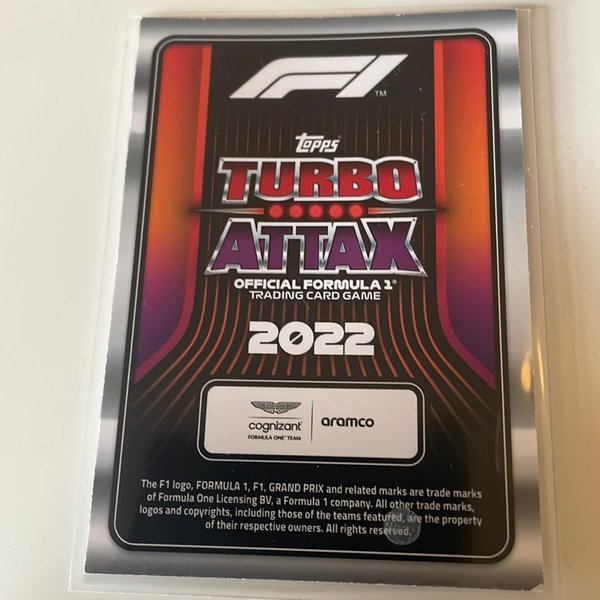 F1
TM
Topps
TURBO
ATTAX
OFFICIAL FORMULA 1®
TRADING CARD GAME
2022
cognizant
FORMULA ONE™ TEAM
aramco
The F1 logo, FORMULA 1, F1, GRAND PRIX and related marks are trade marks
of Formula One Licensing BV, a Formula 1 company. All other trade marks,
logos and copyrights, including those of the teams featured, are the property
of their respective owners. All rights reserved.